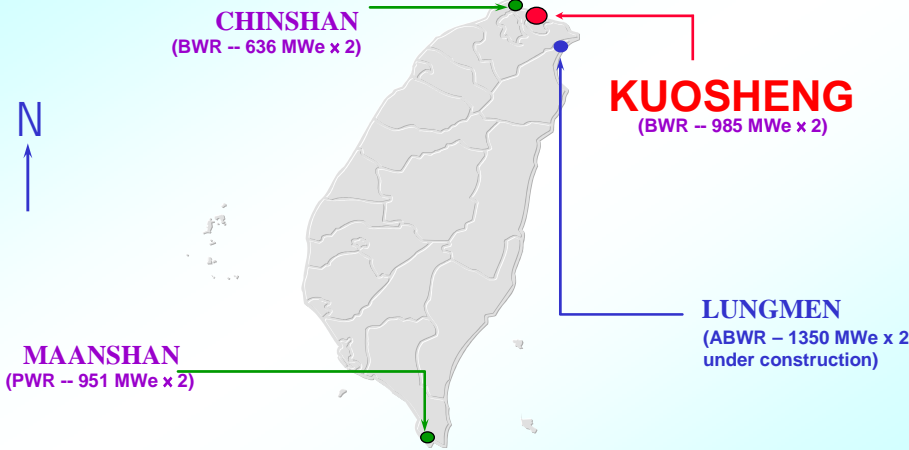 CHINSHAN
(BWR -- 636 MWe x 2)
KUOSHENG
(BWR -- 985 MWe x 2)
N
LUNGMEN
(ABWR – 1350 MWe x 2
under construction)
MAANSHAN
(PWR -- 951 MWe x 2)